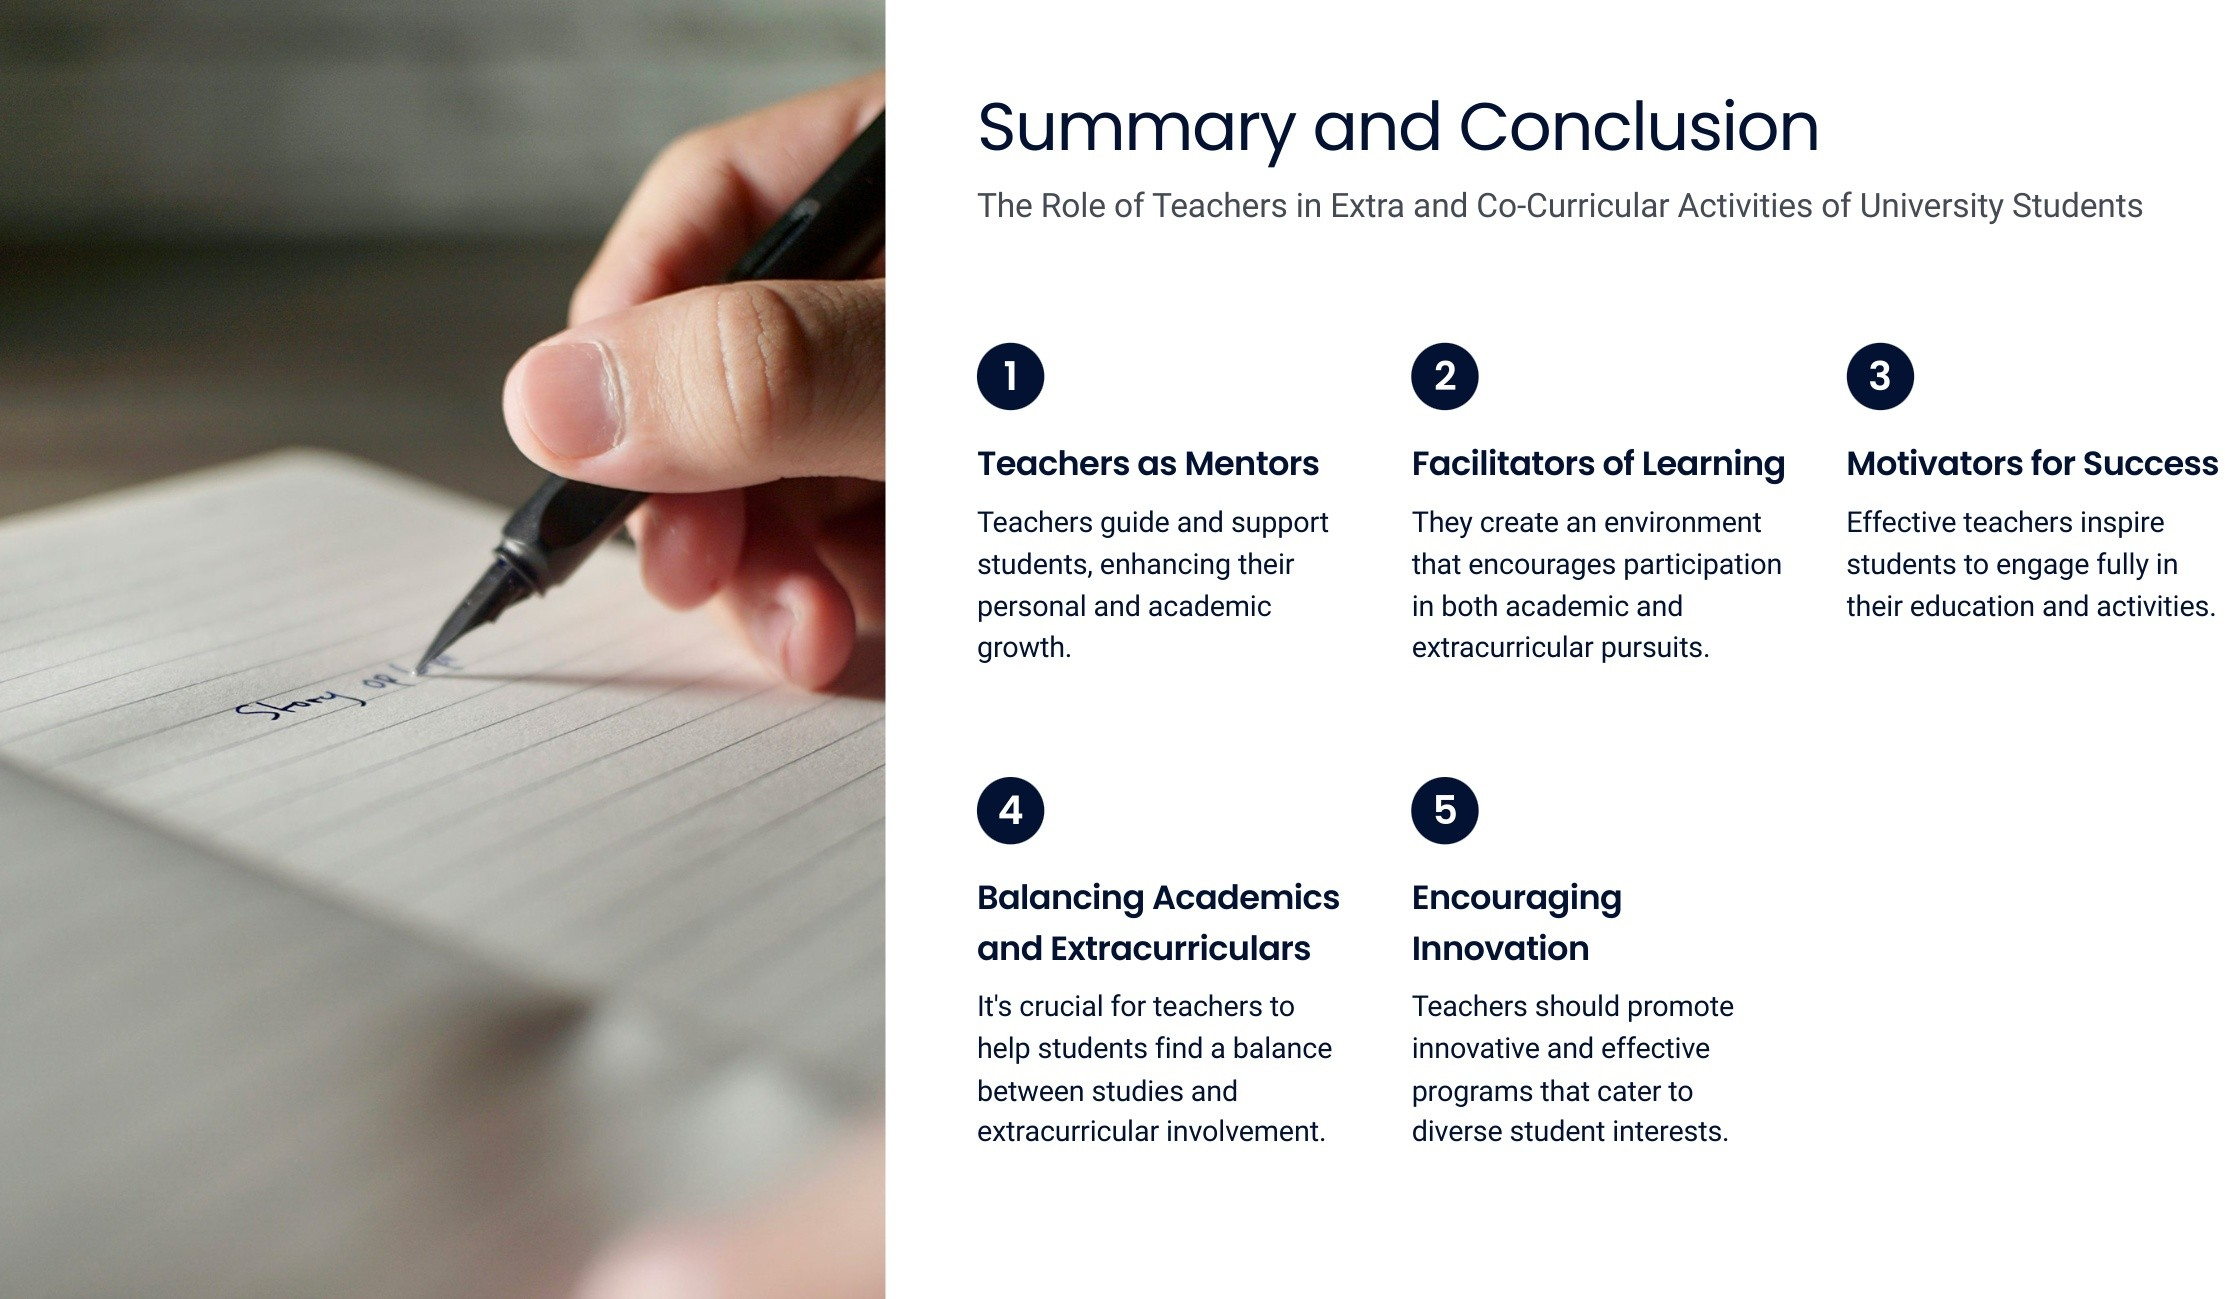 Summary and Conclusion
The Role of Teachers in Extra and Co-Curricular Activities of University Students
1
Teachers as Mentors
Teachers guide and support
students, enhancing their
personal and academic
growth.
2
Facilitators of Learning
They create an environment
that encourages participation
in both academic and
extracurricular pursuits.
3
Motivators for Success
Effective teachers inspire
students to engage fully in
their education and activities.
4
Balancing Academics
and Extracurriculars
It's crucial for teachers to
help students find a balance
between studies and
extracurricular involvement.
5
Encouraging
Innovation
Teachers should promote
innovative and effective
programs that cater to
diverse student interests.
Story